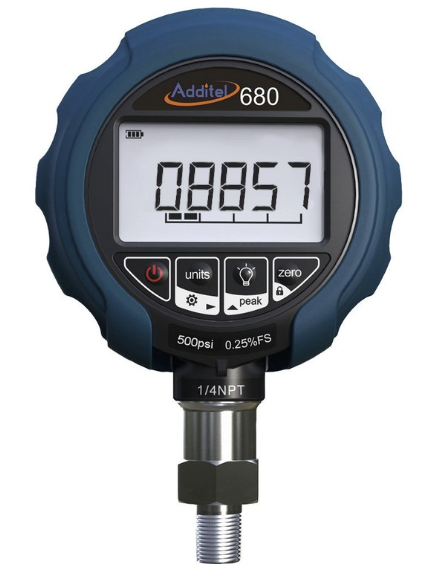 Additel 680
08857
units
zero
peak
500psi 0.25%FS
1/4NPT